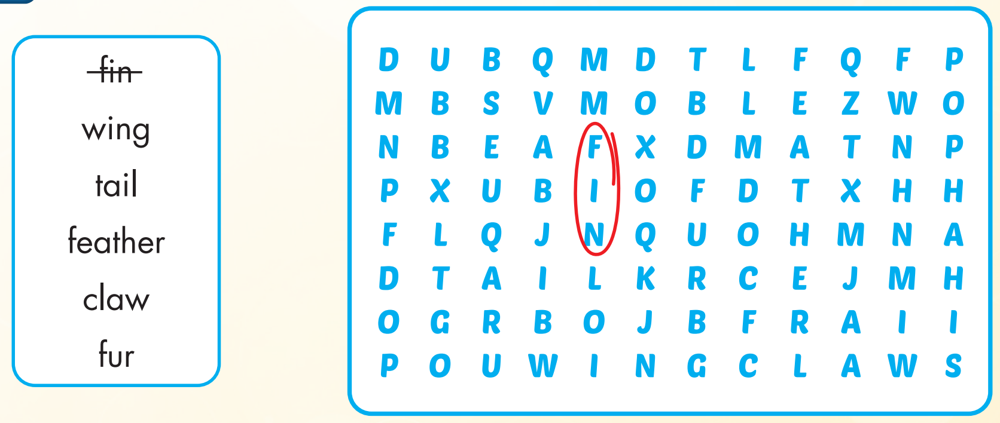 fin
wing
tail
feather
claw
fur
D U B Q M D T L F Q F P
M B S V M O B L E Z W O
N B E A F X D M A T N P
P X U B I O F D T X H H
F L Q J N Q U O H M N A
D T A I L K R C E J M H
O G R B O J B F R A I I
P O U W I N G C L A W S